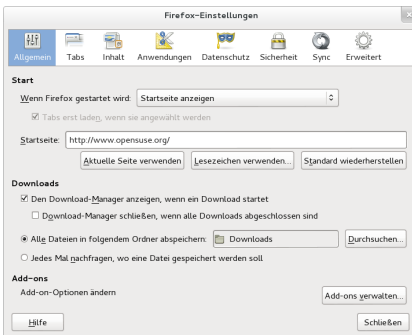 Firefox-Einstellungen
Allgemein Tabs Inhalt Anwendungen Datenschutz Sicherheit Sync Erweitert
Start
Wenn Firefox gestartet wird: Startseite anzeigen
Tabs erst laden, wenn sie angewählt werden
Startseite: http://www.opensuse.org/
Aktuelle Seite verwenden Lesezeichen verwenden... Standard wiederherstellen
Downloads
Den Download-Manager anzeigen, wenn ein Download startet
Download-Manager schließen, wenn alle Downloads abgeschlossen sind
Alle Dateien in folgendem Ordner abspeichern: Downloads Durchsuchen...
Jedes Mal nachfragen, wo eine Datei gespeichert werden soll
Add-ons
Add-on-Optionen ändern Add-ons verwalten...
Hilfe Schließen